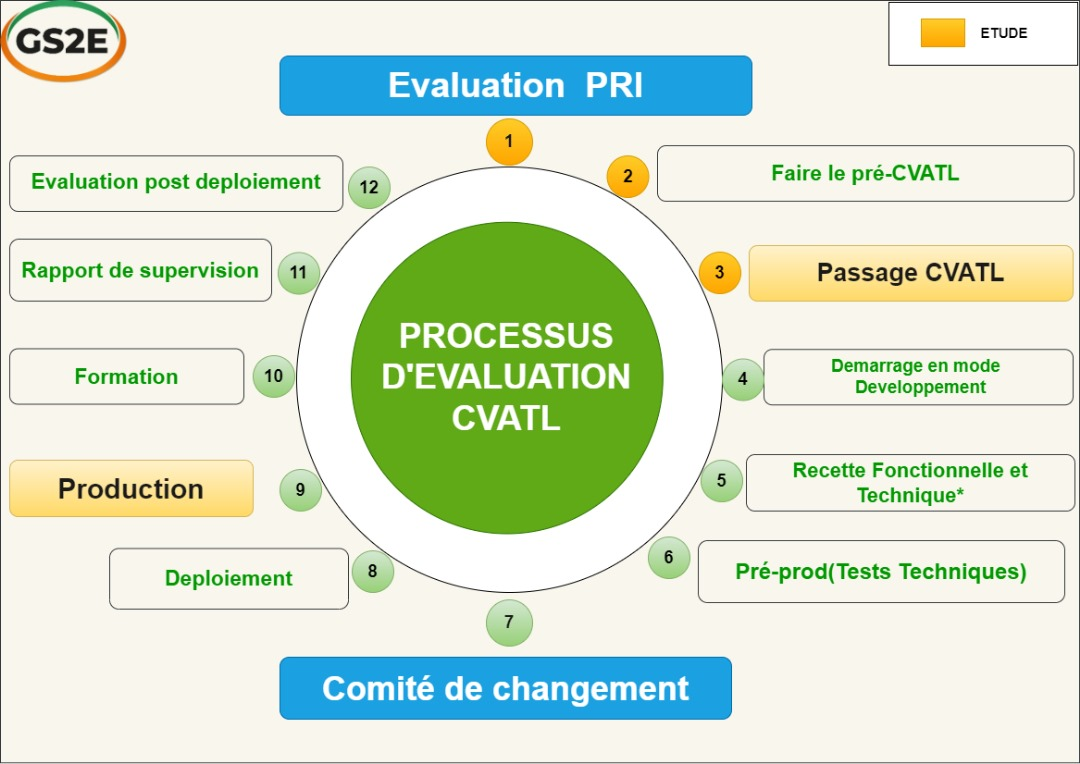 GS2E
ETUDE
Evaluation PRI
1
2
Faire le pré-CVATL
12
Evaluation post deploiement
3
Passage CVATL
11
Rapport de supervision
PROCESSUS
D'EVALUATION
CVATL
4
Demarrage en mode
Developpement
10
Formation
5
Recette Fonctionnelle et
Technique*
9
Production
6
Pré-prod(Tests Techniques)
8
Deploiement
7
Comité de changement